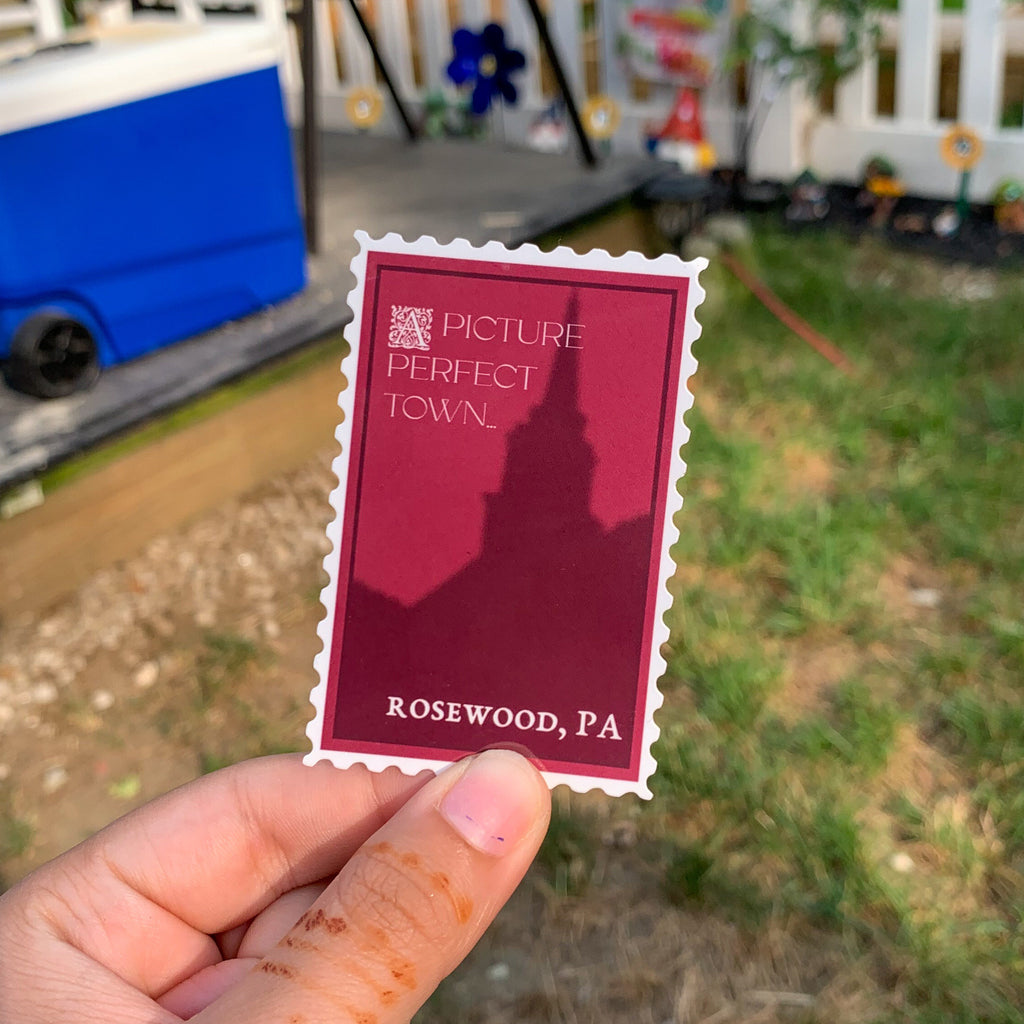 A PICTURE
PERFECT
TOWN...
ROSEWOOD, PA